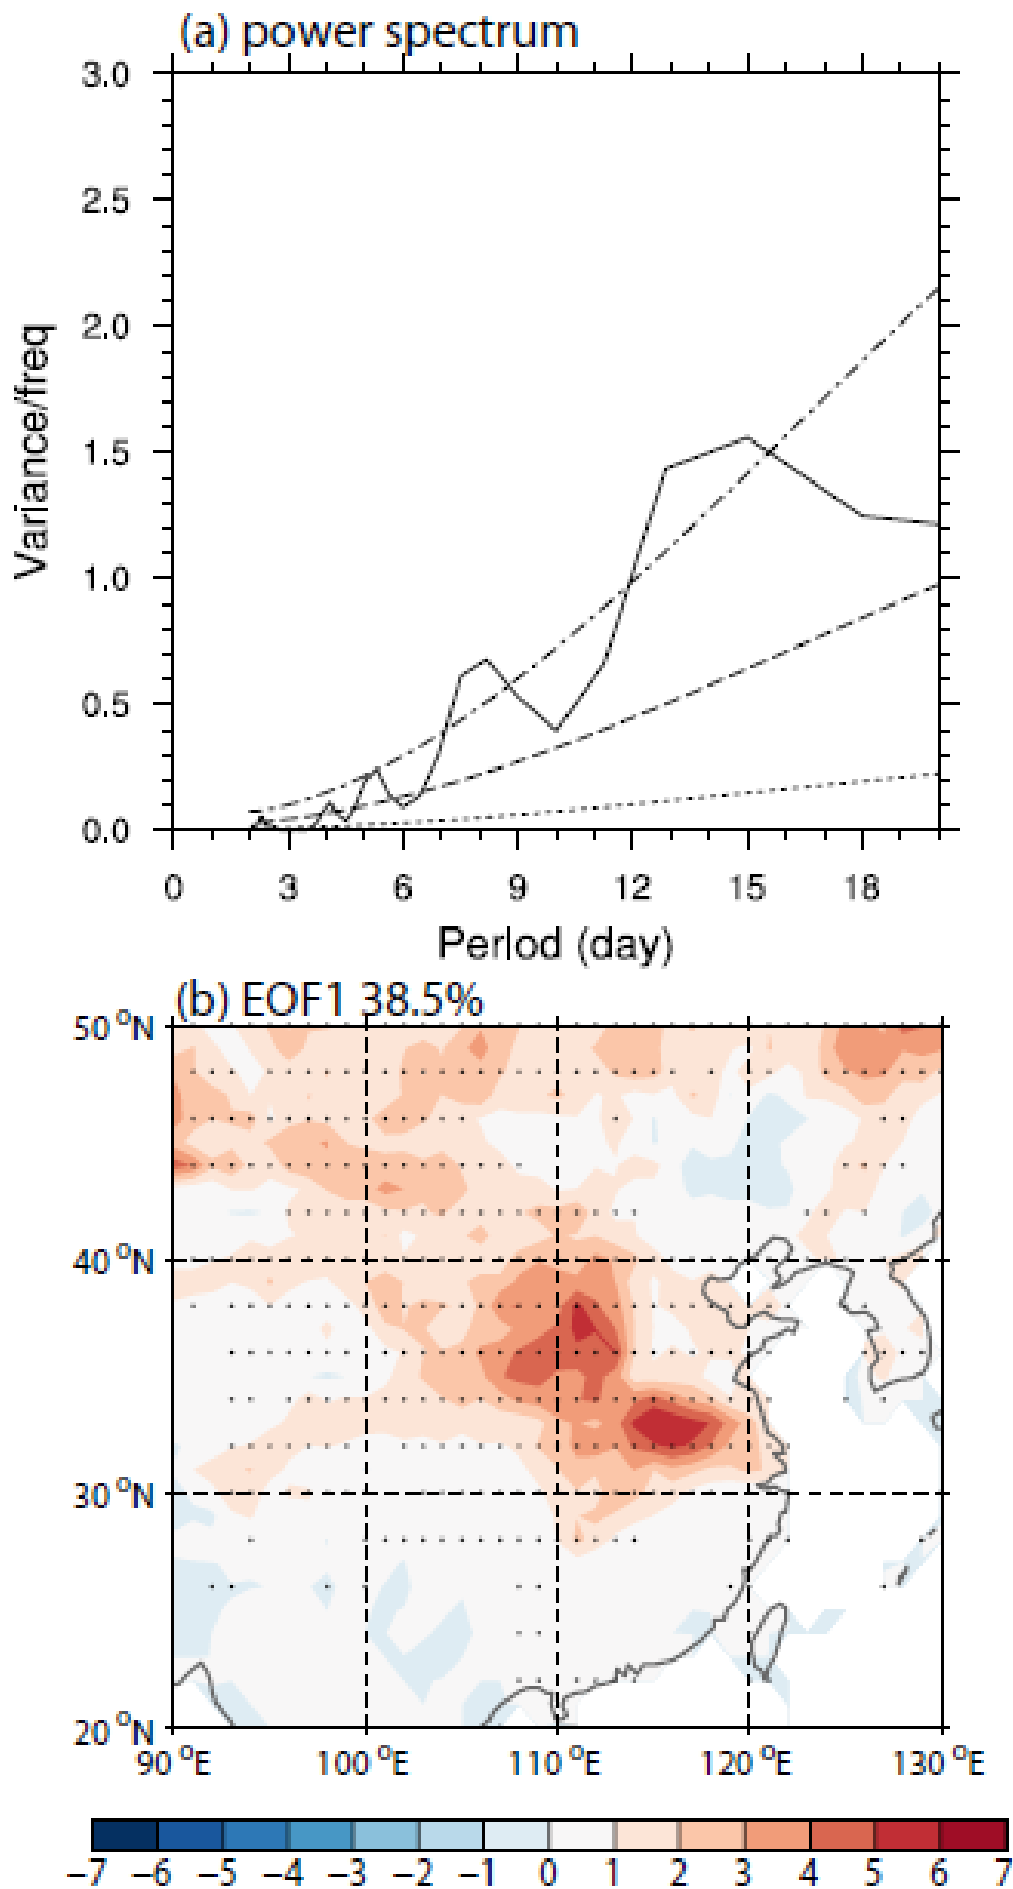 (a) power spectrum
3.0
2.5
2.0
1.5
1.0
0.5
0.0
Variance/freq
0 3 6 9 12 15 18
Period (day)
(b) EOF1 38.5%
50 °N
40 °N
30 °N
20 °N
90 °E 100 °E 110 °E 120 °E 130 °E
−7 −6 −5 −4 −3 −2 −1 0 1 2 3 4 5 6 7